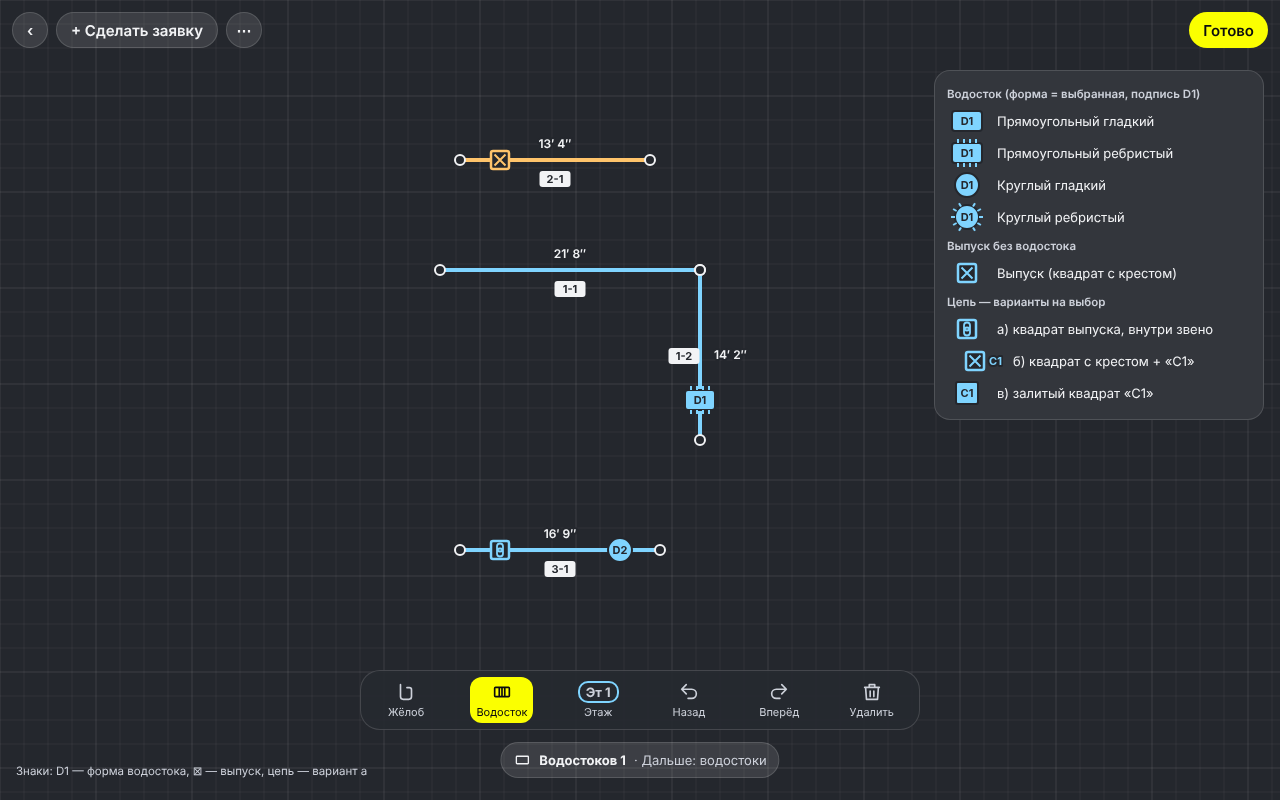 ‹
+ Сделать заявку
⋯
Готово
Водосток (форма = выбранная, подпись D1)
D1 Прямоугольный гладкий
D1 Прямоугольный ребристый
D1 Круглый гладкий
D1 Круглый ребристый
Выпуск без водостока
Выпуск (квадрат с крестом)
Цепь — варианты на выбор
а) квадрат выпуска, внутри звено
C1 б) квадрат с крестом + «C1»
C1 в) залитый квадрат «C1»
13′ 4″
2-1
21′ 8″
1-1
1-2 14′ 2″
D1
16′ 9″
D2
3-1
Жёлоб
Водосток
Эт 1
Этаж
Назад
Вперёд
Удалить
Водостоков 1 · Дальше: водостоки
Знаки: D1 — форма водостока, ⊠ — выпуск, цепь — вариант а